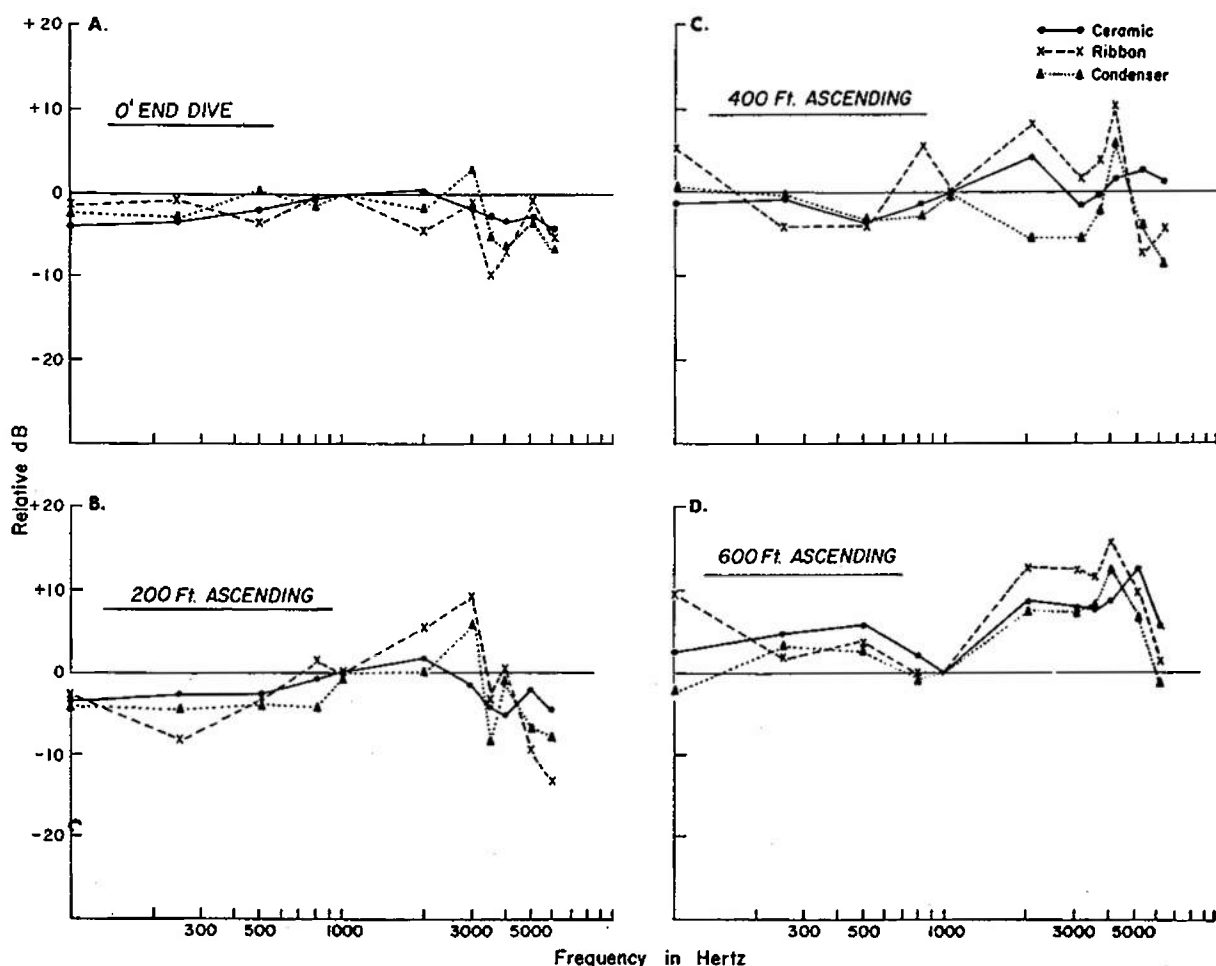 A.
+20
+10
0
-10
-20
0' END DIVE
C.
Ceramic
Ribbon
Condenser
400 Ft. ASCENDING
Relative dB
B.
+20
+10
0
-10
-20
200 Ft. ASCENDING
300 500 1000 3000 5000
D.
600 Ft. ASCENDING
300 500 1000 3000 5000
Frequency in Hertz